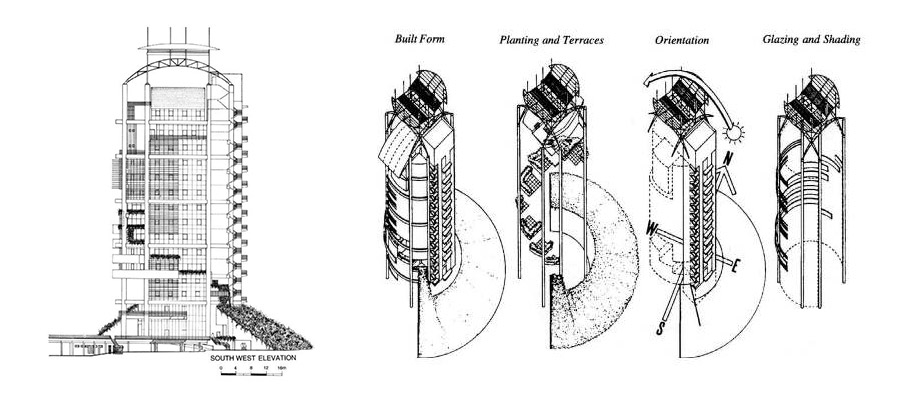 Built Form
Planting and Terraces
Orientation
Glazing and Shading
N
W
E
S
SOUTH WEST ELEVATION
0 4 8 12 16m